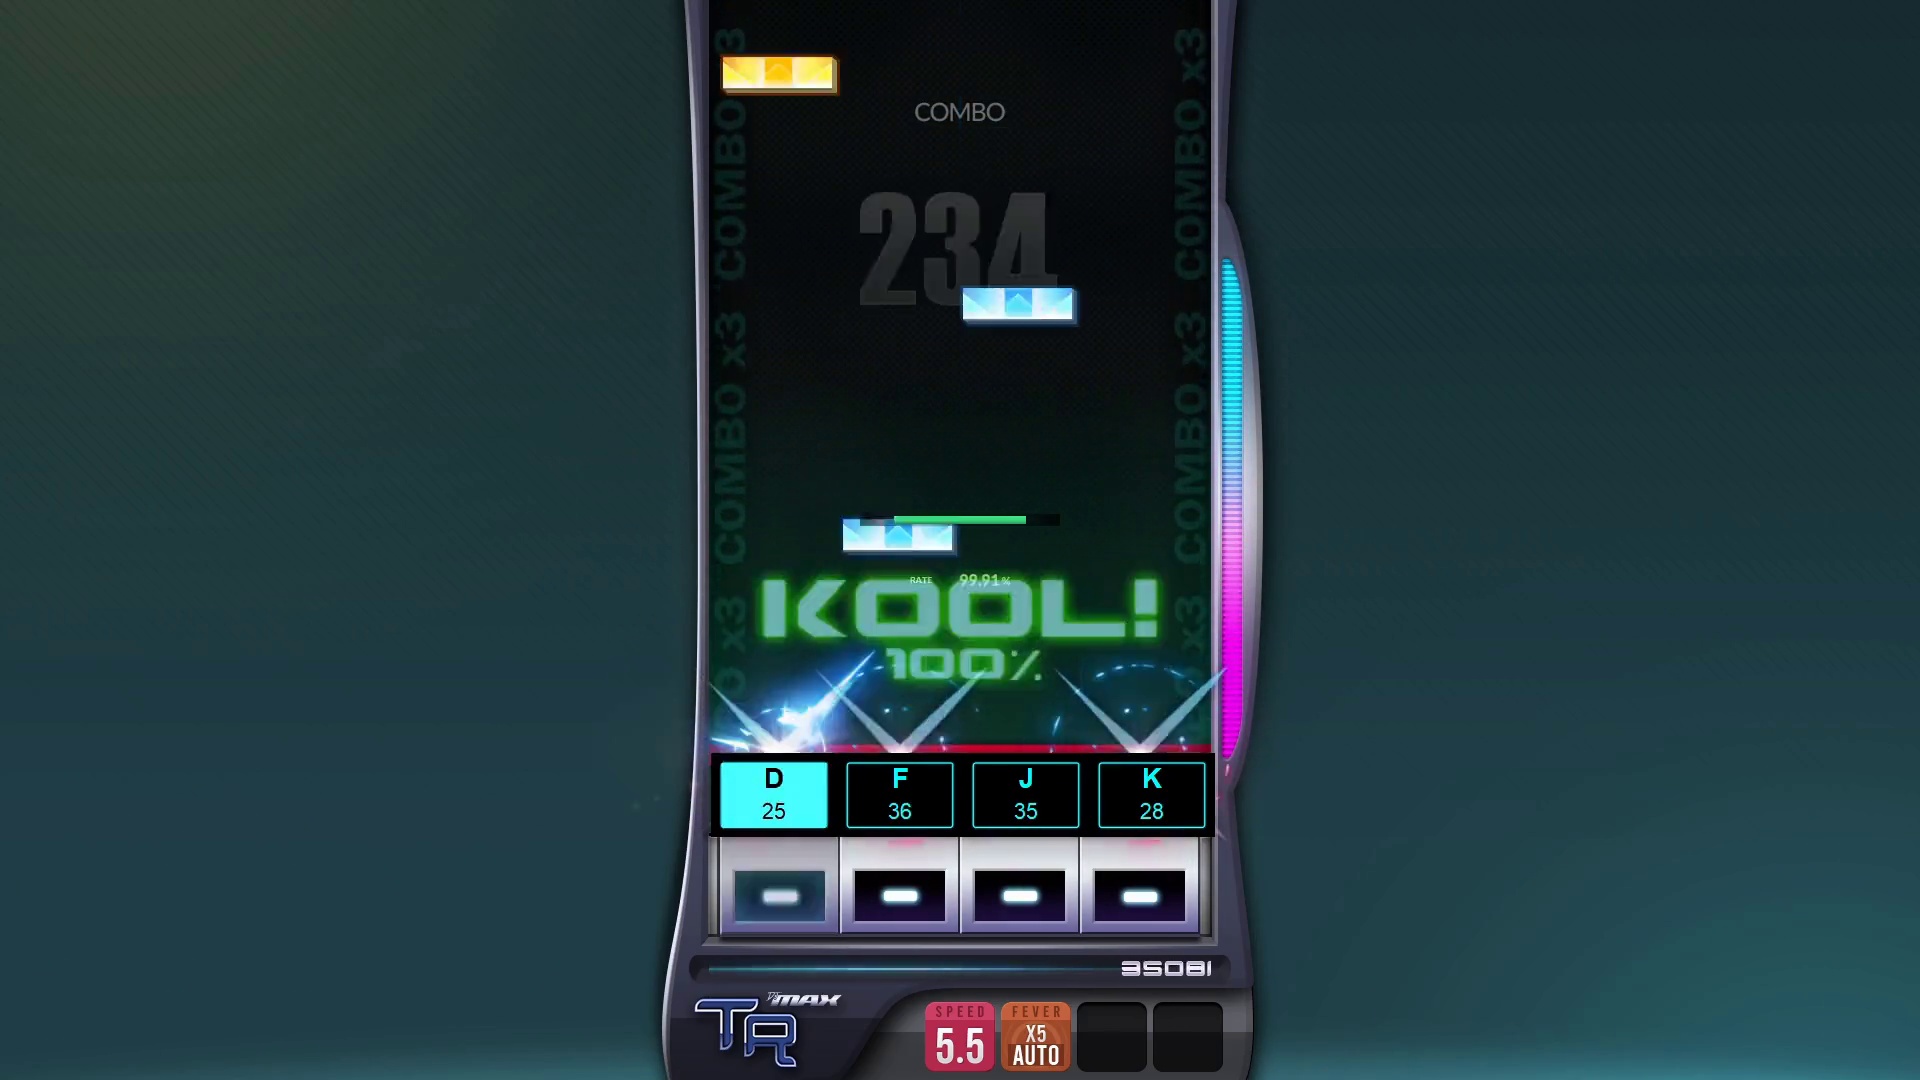 COMBO x3 COMBO x3 COMBO x3
COMBO x3 COMBO x3 COMBO x3
COMBO
234
RATE 99.91%
KOOL!
100%
D F J K
25 36 35 28
35081
MAX
TR
SPEED FEVER
5.5 X5
AUTO